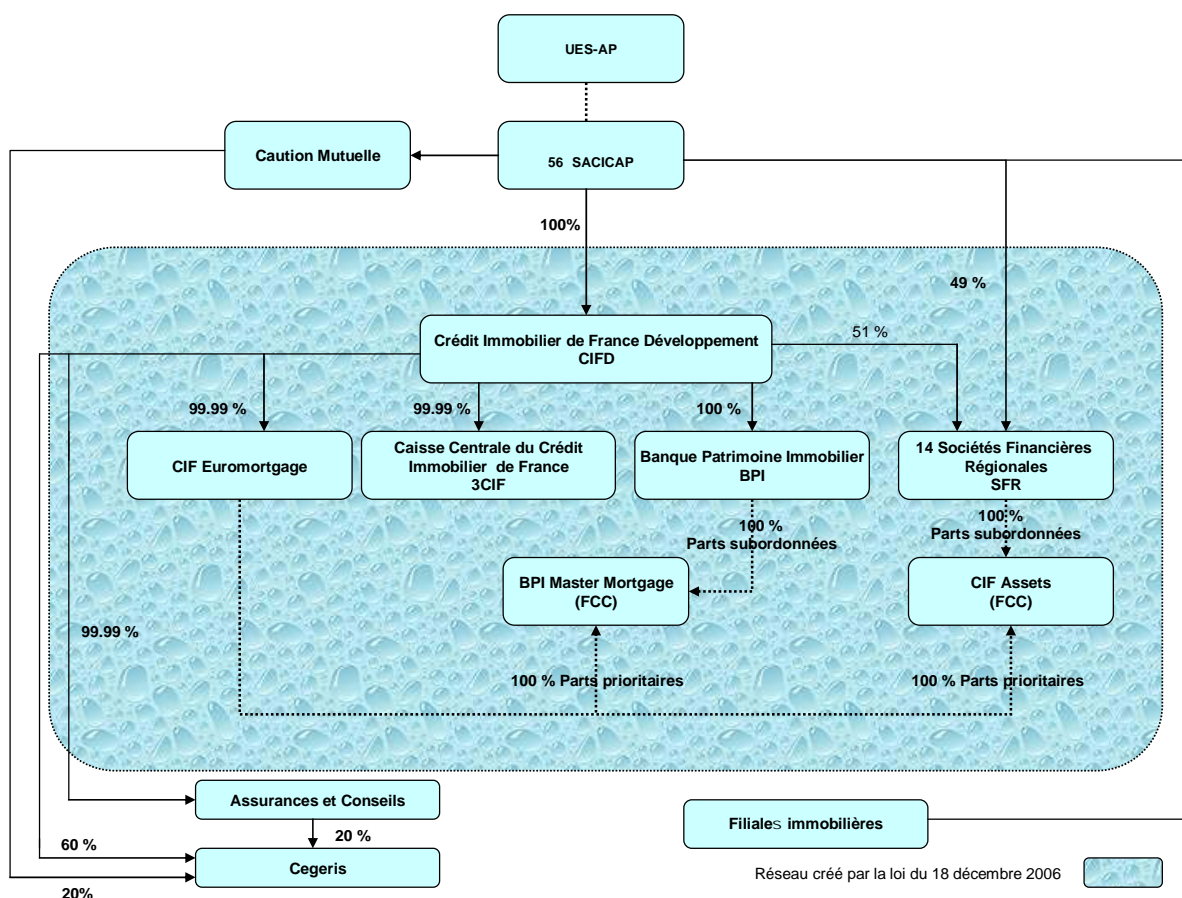 UES-AP
Caution Mutuelle
56 SACICAP
100%
49 %
Crédit Immobilier de France Développement
CIFD
51 %
99.99 %
99.99 %
100 %
CIF Euromortgage
Caisse Centrale du Crédit
Immobilier de France
3CIF
Banque Patrimoine Immobilier
BPI
14 Sociétés Financières
Régionales
SFR
100 %
Parts subordonnées
100 %
Parts subordonnées
BPI Master Mortgage
(FCC)
CIF Assets
(FCC)
99.99 %
100 % Parts prioritaires
100 % Parts prioritaires
Assurances et Conseils
Filiales immobilières
20 %
60 %
Cegeris
Réseau créé par la loi du 18 décembre 2006
20%